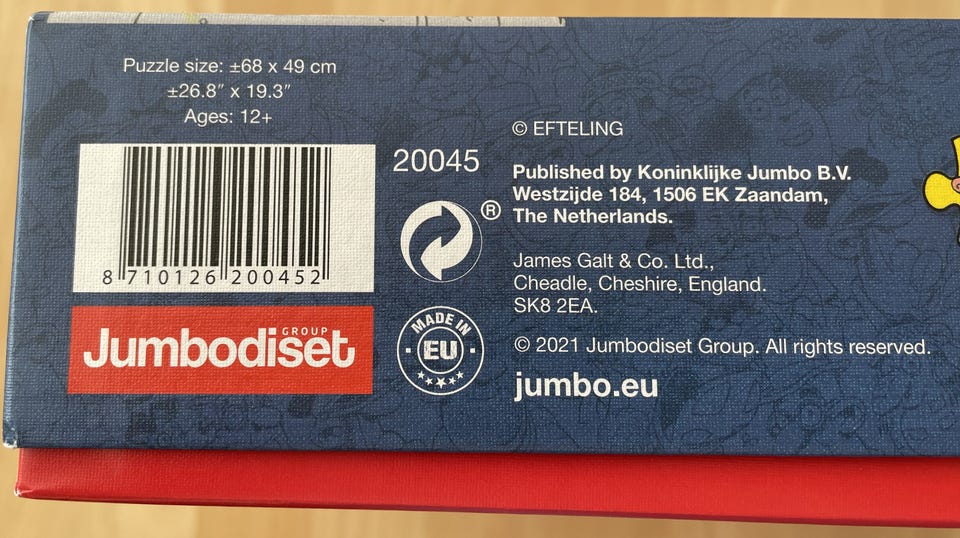 Puzzle size: ±68 x 49 cm
±26.8" x 19.3"
Ages: 12+
8 710126 200452
GROUP
Jumbodiset
20045
®
MADE IN
EU
© EFTELING
Published by Koninklijke Jumbo B.V.
Westzijde 184, 1506 EK Zaandam,
The Netherlands.
James Galt & Co. Ltd.,
Cheadle, Cheshire, England.
SK8 2EA.
© 2021 Jumbodiset Group. All rights reserved.
jumbo.eu